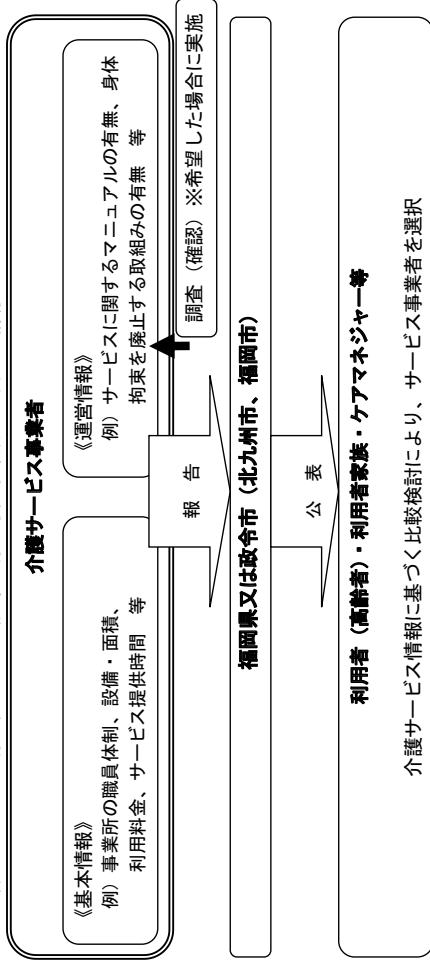 介護サービス事業者
《基本情報》
例）事業所の職員体制、設備・面積、
利用料金、サービス提供時間　等
《運営情報》
例）サービスに関するマニュアルの有無、身体
拘束を廃止する取組みの有無　等
調査（確認）※希望した場合に実施
報　告
福岡県又は政令市（北九州市、福岡市）
公　表
利用者（高齢者）・利用者家族・ケアマネジャー等
介護サービス情報に基づく比較検討により、サービス事業者を選択